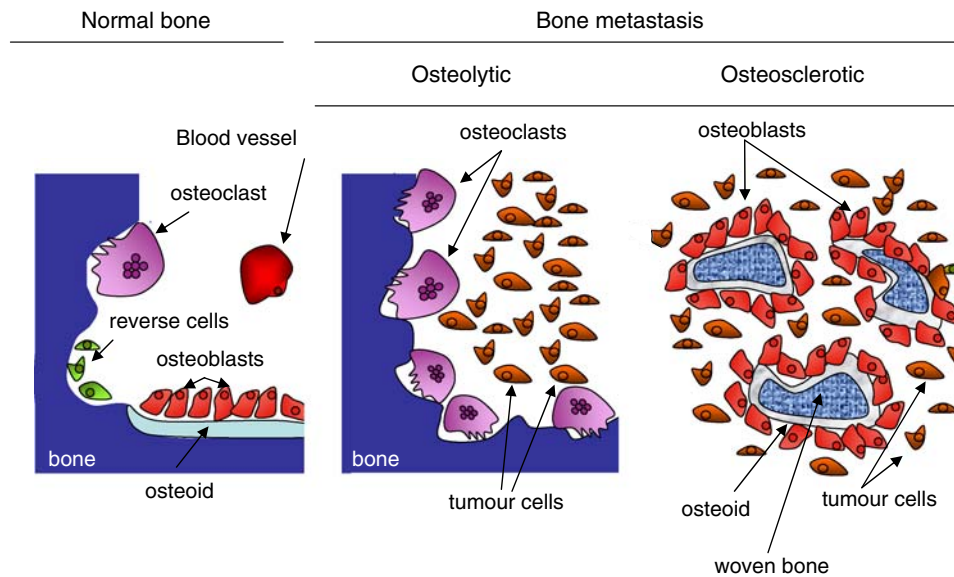 Normal bone
Bone metastasis
Osteolytic
Osteosclerotic
Blood vessel
osteoclast
reverse cells
osteoblasts
bone
osteoid
osteoclasts
bone
tumour cells
osteoblasts
osteoid
tumour cells
woven bone